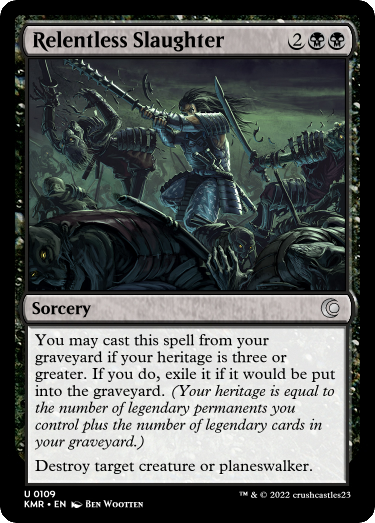 Relentless Slaughter 2
Sorcery
You may cast this spell from your
graveyard if your heritage is three or
greater. If you do, exile it if it would be put
into the graveyard. (Your heritage is equal to
the number of legendary permanents you
control plus the number of legendary cards in
your graveyard.)
Destroy target creature or planeswalker.
U 0109
KMR • EN Ben Wootten
™ & © 2022 crushcastles23